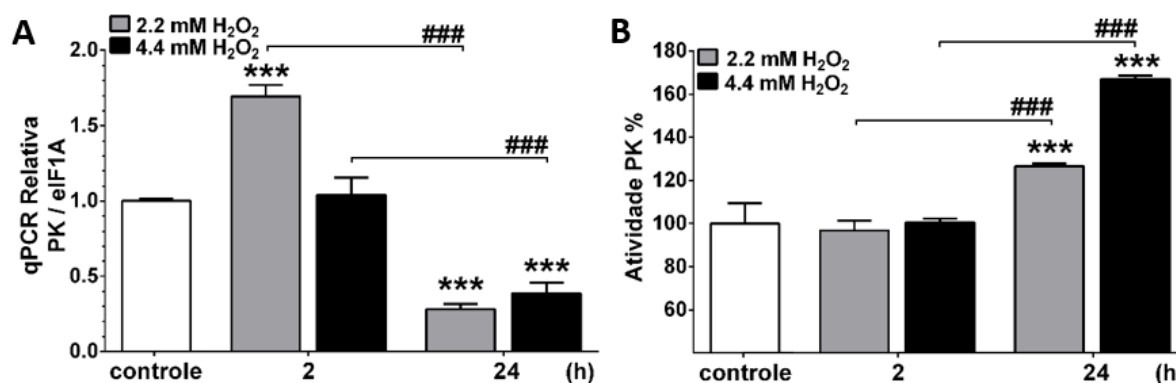 A
2.2 mM H₂O₂
4.4 mM H₂O₂
qPCR Relativa
PK / eIF1A
2.0
1.5
1.0
0.5
0.0
***
###
###
***
***
controle
2
24
(h)
B
2.2 mM H₂O₂
4.4 mM H₂O₂
Atividade PK %
180
160
140
120
100
80
60
###
***
###
***
controle
2
24
(h